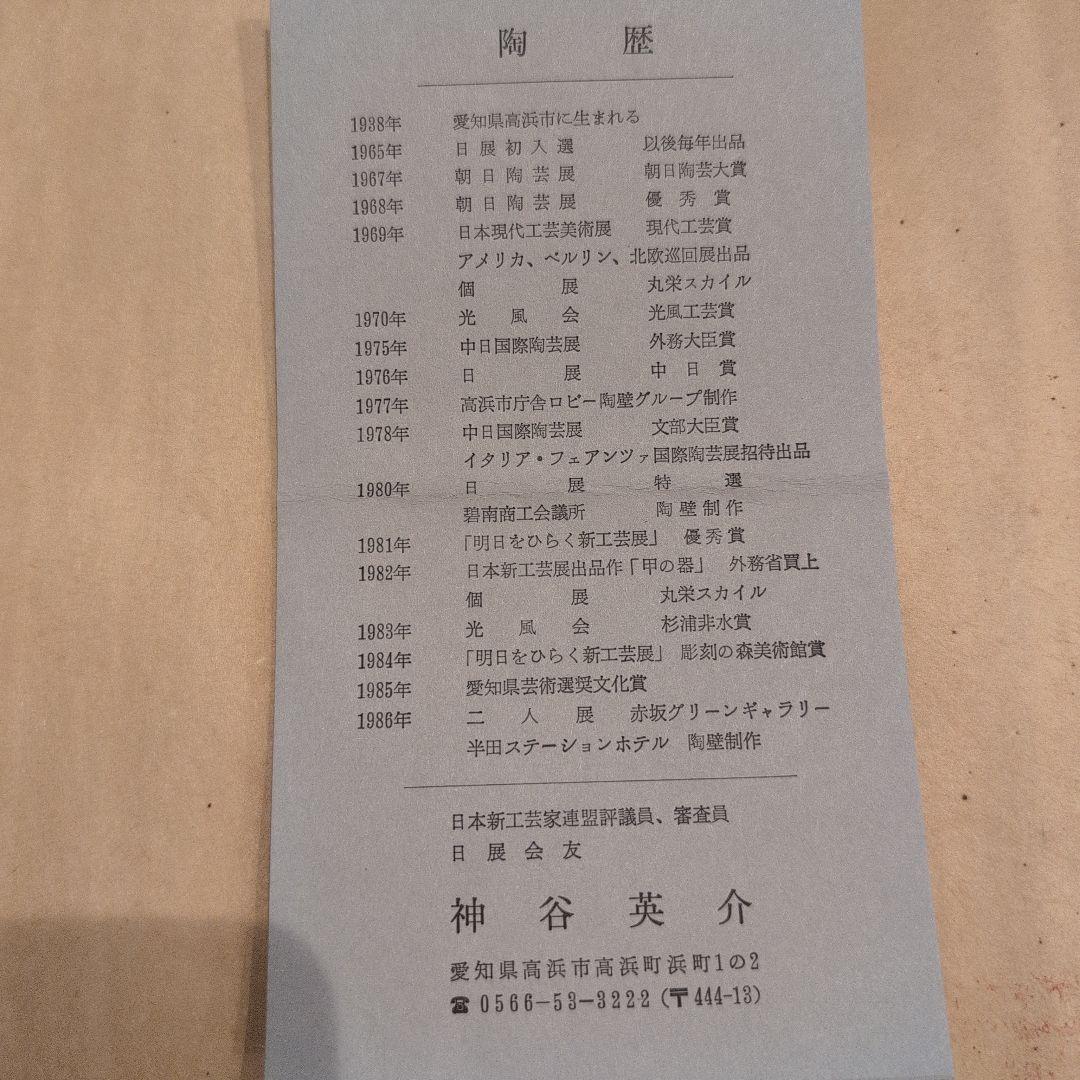 陶歴
1938年 愛知県高浜市に生まれる
1965年 日展初入選 以後毎年出品
1967年 朝日陶芸展 朝日陶芸大賞
1968年 朝日陶芸展 優秀賞
1969年 日本現代工芸美術展 現代工芸賞
アメリカ、ベルリン、北欧巡回展出品
個展 丸栄スカイル
1970年 光風会 光風工芸賞
1975年 中日国際陶芸展 外務大臣賞
1976年 日展 中日賞
1977年 高浜市庁舎ロビー陶壁グループ制作
1978年 中日国際陶芸展 文部大臣賞
イタリア・フェアンツァ国際陶芸展招待出品
1980年 日展 特選
碧南商工会議所 陶壁制作
1981年 「明日をひらく新工芸展」 優秀賞
1982年 日本新工芸展出品作「甲の器」 外務省買上
個展 丸栄スカイル
1983年 光風会 杉浦非水賞
1984年 「明日をひらく新工芸展」 彫刻の森美術館賞
1985年 愛知県芸術選奨文化賞
1986年 二人展 赤坂グリーンギャラリー
半田ステーションホテル 陶壁制作
日本新工芸家連盟評議員、審査員
日展会友
神谷英介
愛知県高浜市高浜町浜町1の2
☎ 0566-53-3222 (〒444-13)